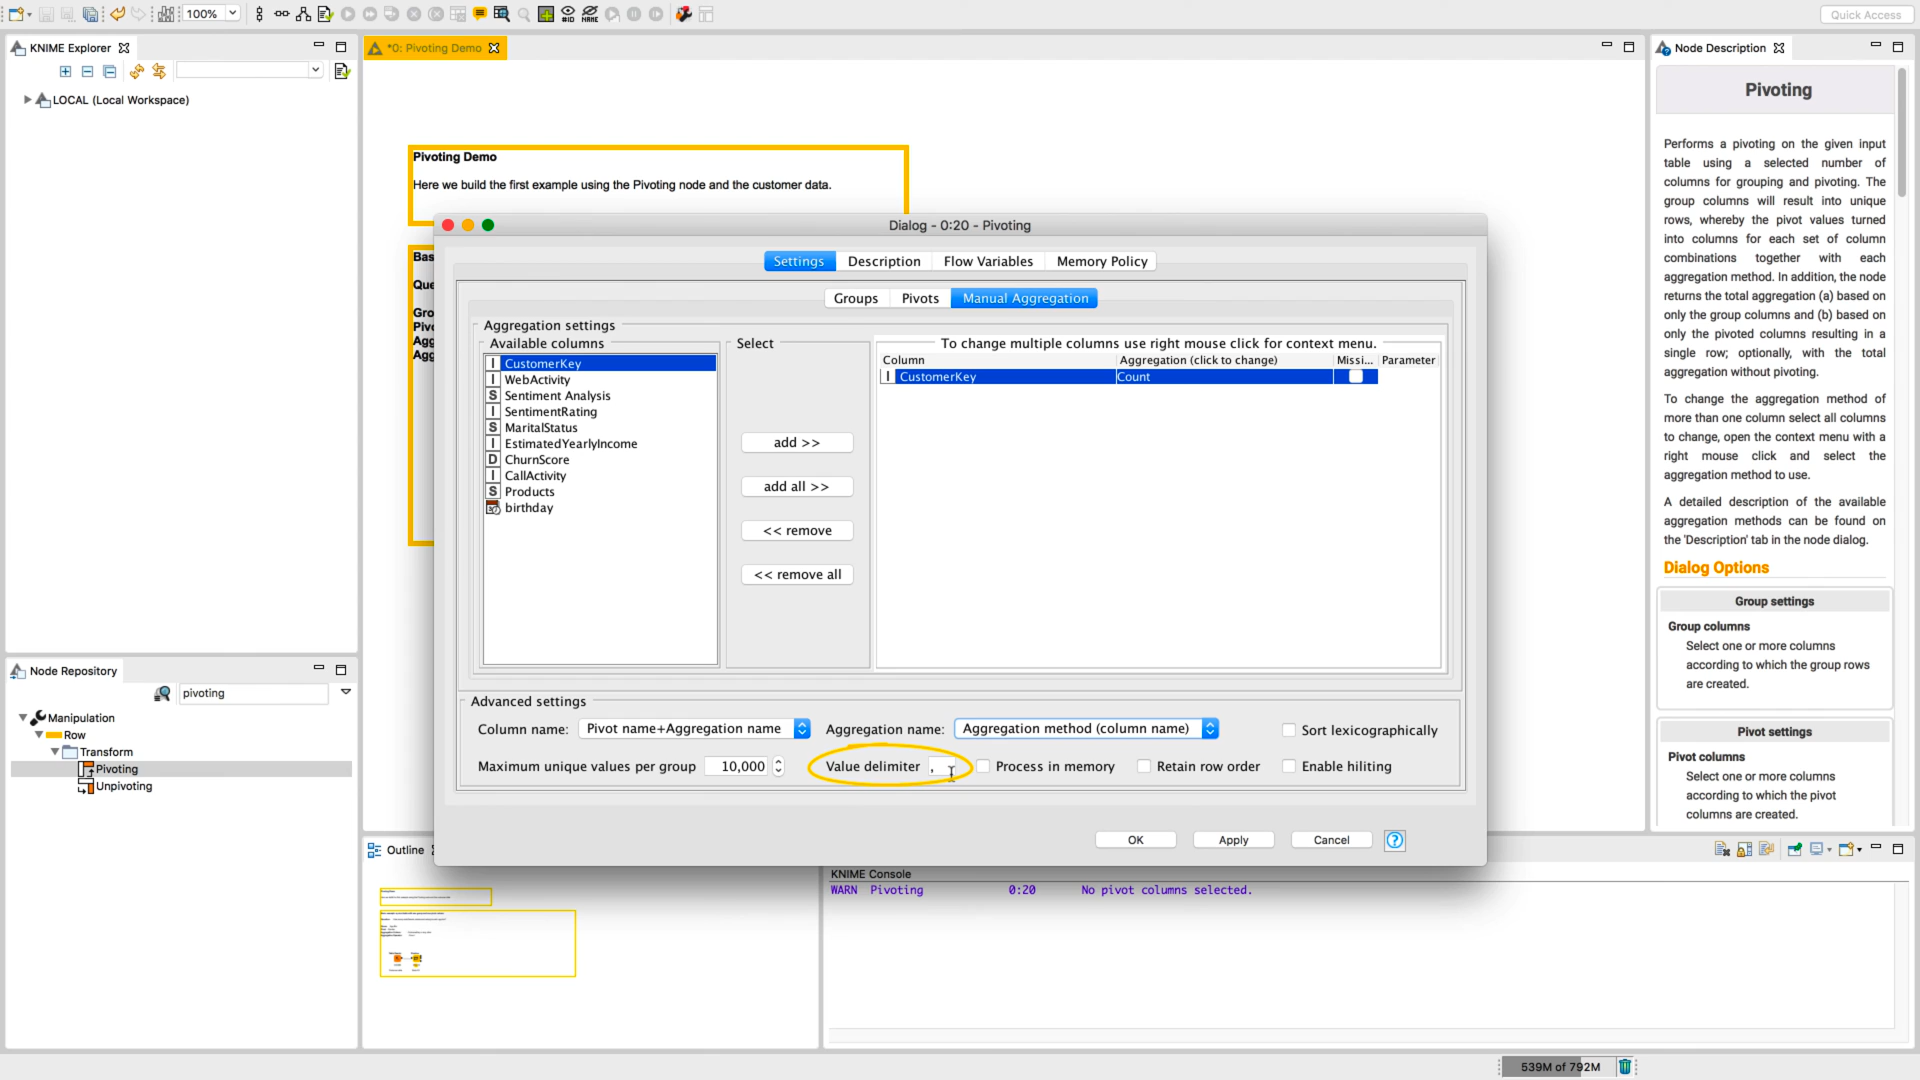 100%
Quick Access
KNIME Explorer
LOCAL (Local Workspace)
*0: Pivoting Demo
Pivoting Demo
Here we build the first example using the Pivoting node and the customer data.
Bas
Que
Gro
Pivo
Agg
Agg
Dialog - 0:20 - Pivoting
Settings
Description
Flow Variables
Memory Policy
Groups
Pivots
Manual Aggregation
Aggregation settings
Available columns
I CustomerKey
I WebActivity
S Sentiment Analysis
I SentimentRating
S MaritalStatus
I EstimatedYearlyIncome
D ChurnScore
I CallActivity
S Products
birthday
Select
add >>
add all >>
<< remove
<< remove all
To change multiple columns use right mouse click for context menu.
Column Aggregation (click to change) Missi... Parameter
I CustomerKey Count
Advanced settings
Column name: Pivot name+Aggregation name Aggregation name: Aggregation method (column name) Sort lexicographically
Maximum unique values per group 10,000 Value delimiter , Process in memory Retain row order Enable hiliting
OK
Apply
Cancel
?
Node Repository
pivoting
Manipulation
Row
Transform
Pivoting
Unpivoting
Outline
KNIME Console
WARN Pivoting 0:20 No pivot columns selected.
Node Description
Pivoting
Performs a pivoting on the given input
table using a selected number of
columns for grouping and pivoting. The
group columns will result into unique
rows, whereby the pivot values turned
into columns for each set of column
combinations together with each
aggregation method. In addition, the node
returns the total aggregation (a) based on
only the group columns and (b) based on
only the pivoted columns resulting in a
single row; optionally, with the total
aggregation without pivoting.
To change the aggregation method of
more than one column select all columns
to change, open the context menu with a
right mouse click and select the
aggregation method to use.
A detailed description of the available
aggregation methods can be found on
the 'Description' tab in the node dialog.
Dialog Options
Group settings
Group columns
Select one or more columns
according to which the group rows
are created.
Pivot settings
Pivot columns
Select one or more columns
according to which the pivot
columns are created.
539M of 792M